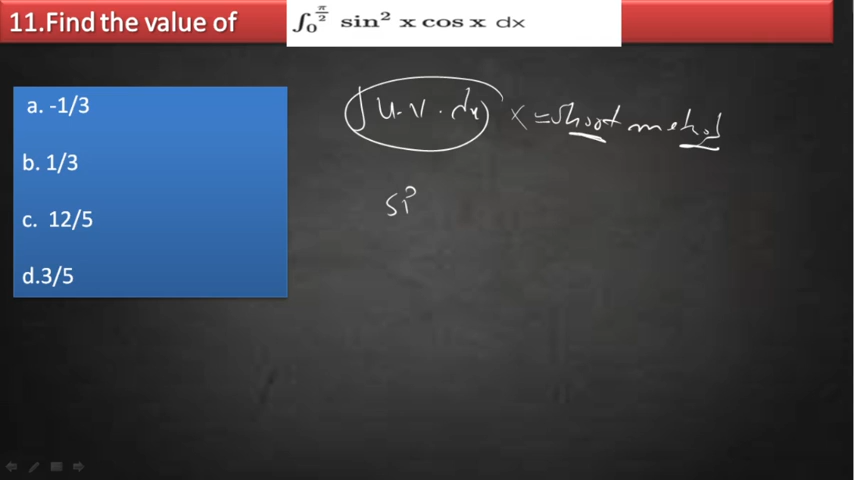 11.Find the value of ∫₀^{π/2} sin² x cos x dx
a. -1/3
b. 1/3
c. 12/5
d.3/5
∫ u.v. dx x = short method
si